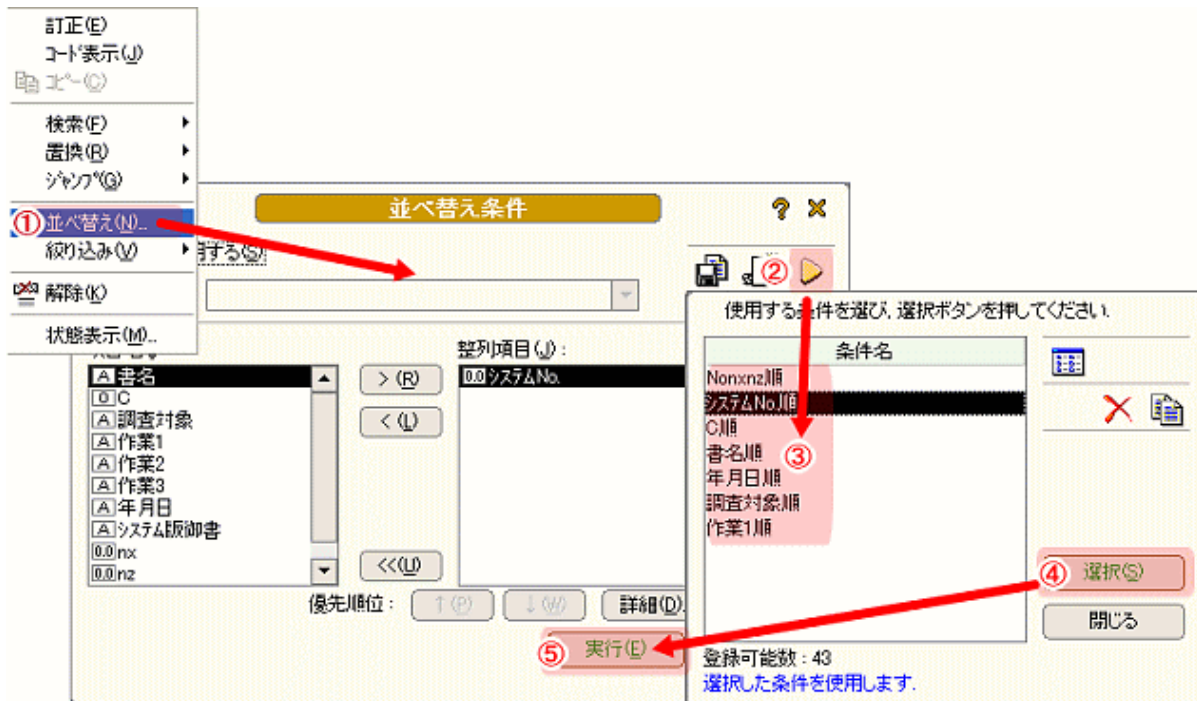 訂正(E)
コード表示(J)
コピー(C)
検索(F)
置換(R)
ジャンプ(G)
①並べ替え(N)...
絞り込み(V)
解除(K)
状態表示(M)...
並べ替え条件
用する(S)
②
整列項目(J):
A 書名
0 C
A 調査対象
A 作業1
A 作業2
A 作業3
A 年月日
A システム版御書
0.0 nx
0.0 nz
> (R)
< (L)
<<(U)
0.0 システムNo.
優先順位:
↑(P)
↓(W)
詳細(D)
⑤ 実行(E)
使用する条件を選び, 選択ボタンを押してください.
条件名
Nonxnz順
システムNo.順
C順
書名順
③
年月日順
調査対象順
作業1順
④ 選択(S)
閉じる
登録可能数:43
選択した条件を使用します.